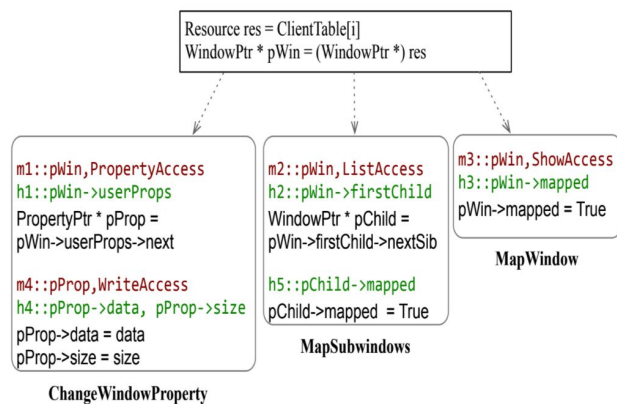 Resource res = ClientTable[i]
WindowPtr * pWin = (WindowPtr *) res
m1::pWin,PropertyAccess
h1::pWin->userProps
PropertyPtr * pProp =
pWin->userProps->next
m4::pProp,WriteAccess
h4::pProp->data, pProp->size
pProp->data = data
pProp->size = size
ChangeWindowProperty
m2::pWin,ListAccess
h2::pWin->firstChild
WindowPtr * pChild =
pWin->firstChild->nextSib
h5::pChild->mapped
pChild->mapped = True
MapSubwindows
m3::pWin,ShowAccess
h3::pWin->mapped
pWin->mapped = True
MapWindow